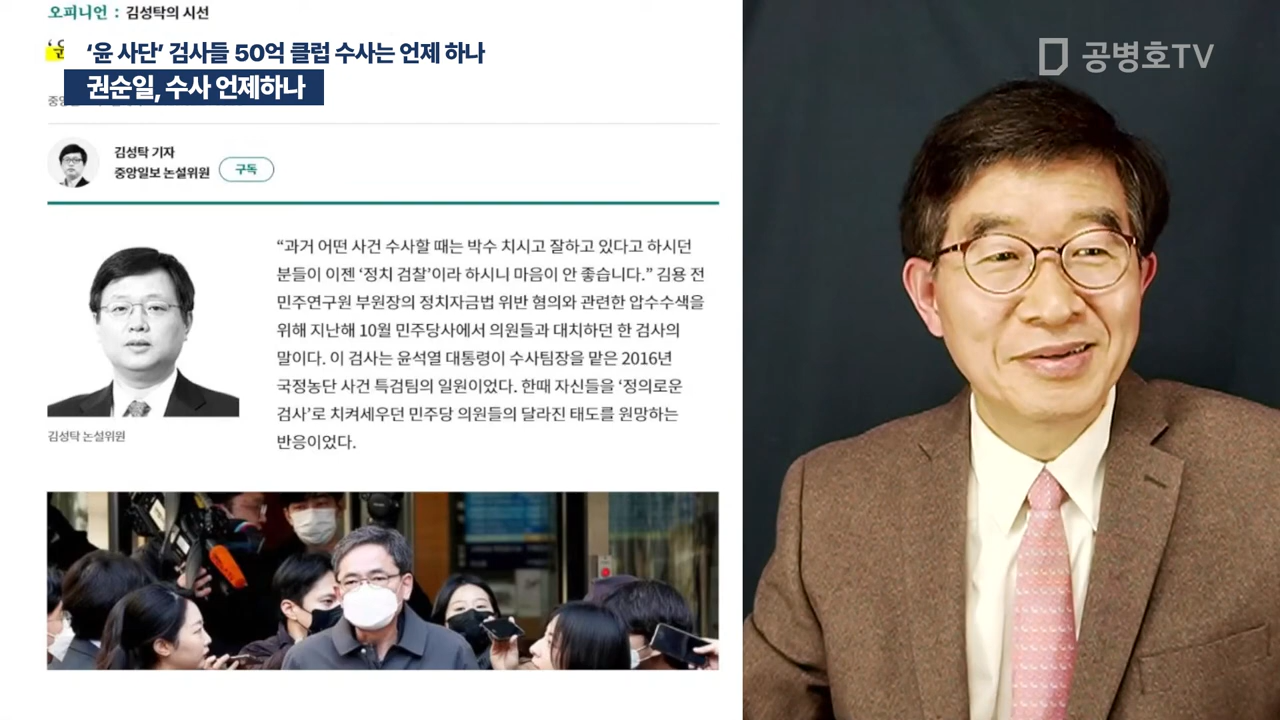 오피니언 : 김성탁의 시선
‘윤 사단’ 검사들 50억 클럽 수사는 언제 하나
권순일, 수사 언제하나
공병호TV
김성탁 기자
중앙일보 논설위원
구독
“과거 어떤 사건 수사할 때는 박수 치시고 잘하고 있다고 하시던
분들이 이젠 ‘정치 검찰’이라 하시니 마음이 안 좋습니다.” 김용 전
민주연구원 부원장의 정치자금법 위반 혐의와 관련한 압수수색을
위해 지난해 10월 민주당사에서 의원들과 대치하던 한 검사의
말이다. 이 검사는 윤석열 대통령이 수사팀장을 맡은 2016년
국정농단 사건 특검팀의 일원이었다. 한때 자신들을 ‘정의로운
검사’로 치켜세우던 민주당 의원들의 달라진 태도를 원망하는
반응이었다.
김성탁 논설위원